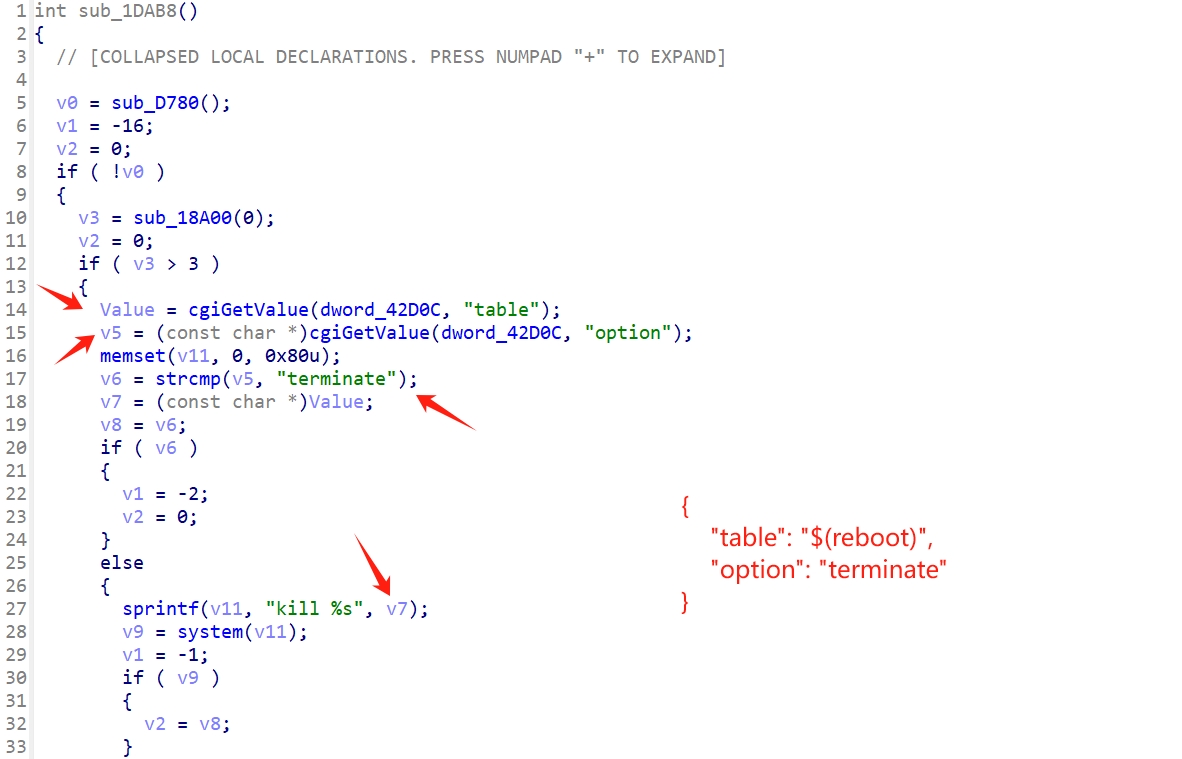 1 int sub_1DAB8()
2 {
3 // [COLLAPSED LOCAL DECLARATIONS. PRESS NUMPAD "+" TO EXPAND]
4
5 v0 = sub_D780();
6 v1 = -16;
7 v2 = 0;
8 if ( !v0 )
9 {
10 v3 = sub_18A00(0);
11 v2 = 0;
12 if ( v3 > 3 )
13 {
14 Value = cgiGetValue(dword_42D0C, "table");
15 v5 = (const char *)cgiGetValue(dword_42D0C, "option");
16 memset(v11, 0, 0x80u);
17 v6 = strcmp(v5, "terminate");
18 v7 = (const char *)Value;
19 v8 = v6;
20 if ( v6 )
21 {
22 v1 = -2;
23 v2 = 0;
24 }
25 else
26 {
27 sprintf(v11, "kill %s", v7);
28 v9 = system(v11);
29 v1 = -1;
30 if ( v9 )
31 {
32 v2 = v8;
33 }
{
"table": "$(reboot)",
"option": "terminate"
}